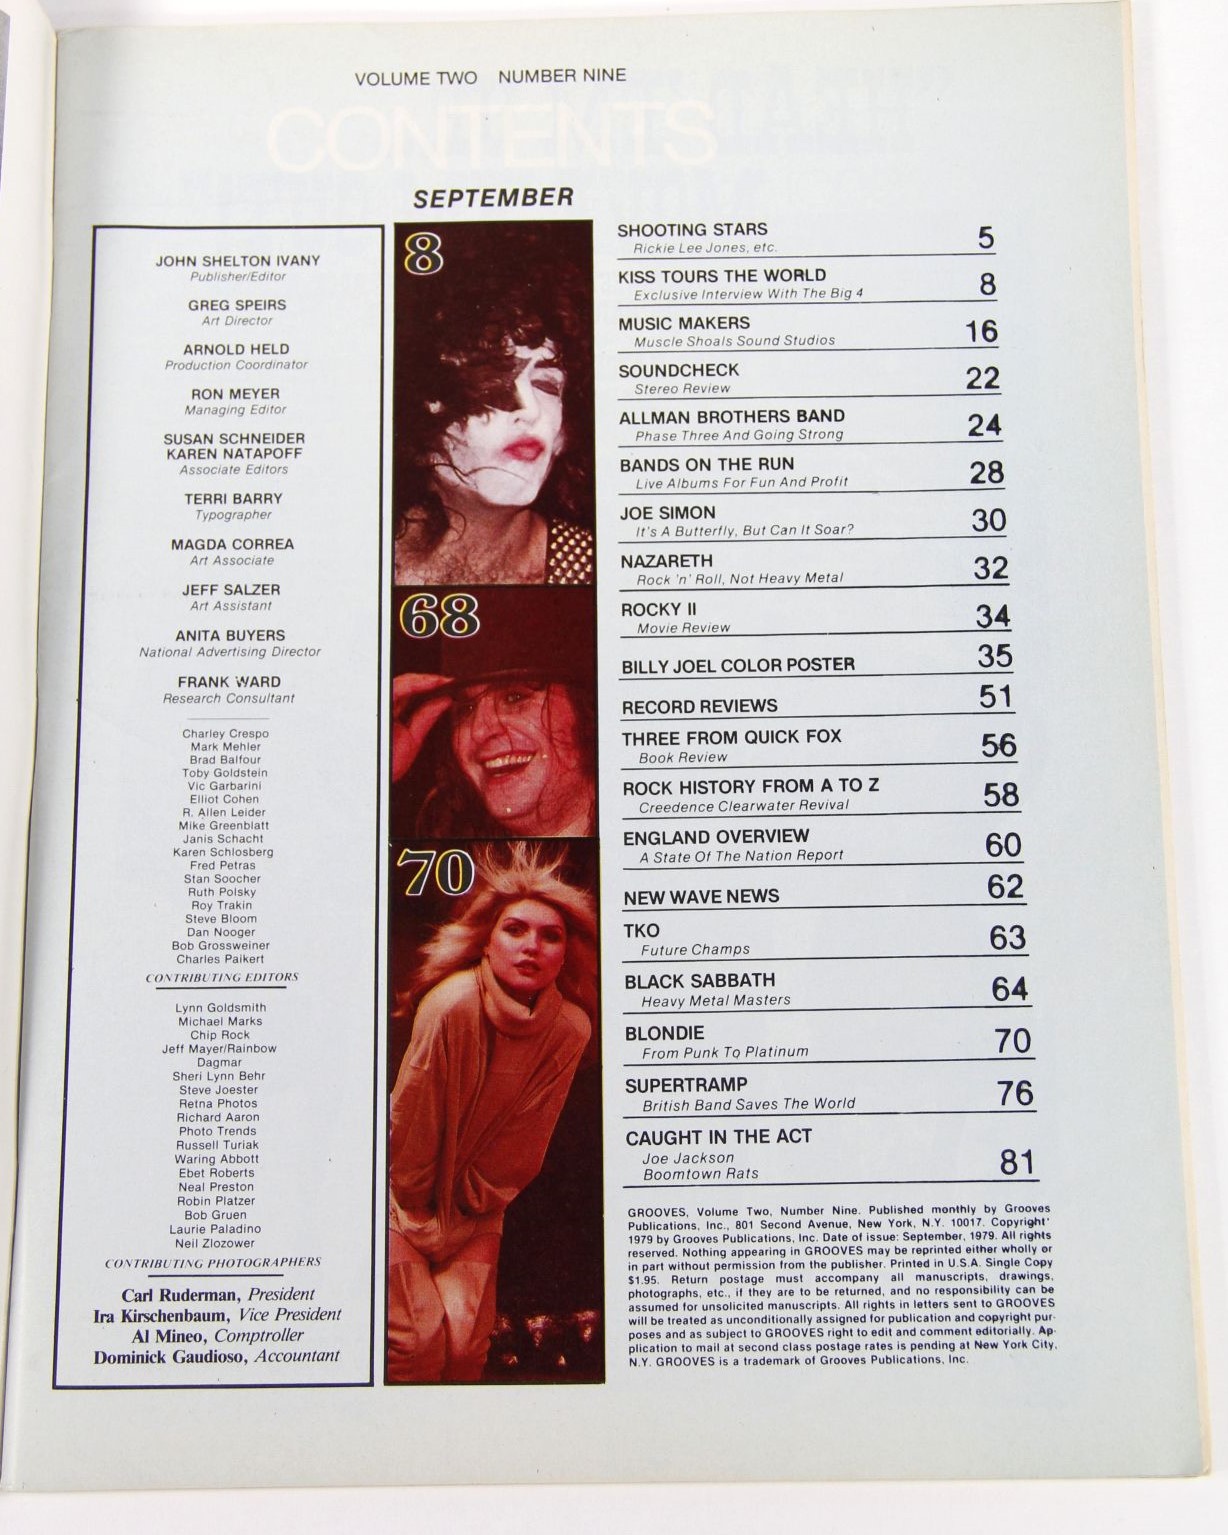 VOLUME TWO NUMBER NINE
CONTENTS
SEPTEMBER
JOHN SHELTON IVANY
Publisher/Editor
GREG SPEIRS
Art Director
ARNOLD HELD
Production Coordinator
RON MEYER
Managing Editor
SUSAN SCHNEIDER
KAREN NATAPOFF
Associate Editors
TERRI BARRY
Typographer
MAGDA CORREA
Art Associate
JEFF SALZER
Art Assistant
ANITA BUYERS
National Advertising Director
FRANK WARD
Research Consultant
Charley Crespo
Mark Mehler
Brad Balfour
Toby Goldstein
Vic Garbarini
Elliot Cohen
R. Allen Leider
Mike Greenblatt
Janis Schacht
Karen Schlosberg
Fred Petras
Stan Soocher
Ruth Polsky
Roy Trakin
Steve Bloom
Dan Nooger
Bob Grossweiner
Charles Paikert
CONTRIBUTING EDITORS
Lynn Goldsmith
Michael Marks
Chip Rock
Jeff Mayer/Rainbow
Dagmar
Sheri Lynn Behr
Steve Joester
Retna Photos
Richard Aaron
Photo Trends
Russell Turiak
Waring Abbott
Ebet Roberts
Neal Preston
Robin Platzer
Bob Gruen
Laurie Paladino
Neil Zlozower
CONTRIBUTING PHOTOGRAPHERS
Carl Ruderman, President
Ira Kirschenbaum, Vice President
Al Mineo, Comptroller
Dominick Gaudioso, Accountant
8
68
70
SHOOTING STARS 5
Rickie Lee Jones, etc.
KISS TOURS THE WORLD 8
Exclusive Interview With The Big 4
MUSIC MAKERS 16
Muscle Shoals Sound Studios
SOUNDCHECK 22
Stereo Review
ALLMAN BROTHERS BAND 24
Phase Three And Going Strong
BANDS ON THE RUN 28
Live Albums For Fun And Profit
JOE SIMON 30
It's A Butterfly, But Can It Soar?
NAZARETH 32
Rock 'n' Roll, Not Heavy Metal
ROCKY II 34
Movie Review
BILLY JOEL COLOR POSTER 35
RECORD REVIEWS 51
THREE FROM QUICK FOX 56
Book Review
ROCK HISTORY FROM A TO Z 58
Creedence Clearwater Revival
ENGLAND OVERVIEW 60
A State Of The Nation Report
NEW WAVE NEWS 62
TKO 63
Future Champs
BLACK SABBATH 64
Heavy Metal Masters
BLONDIE 70
From Punk To Platinum
SUPERTRAMP 76
British Band Saves The World
CAUGHT IN THE ACT
Joe Jackson
Boomtown Rats 81
GROOVES, Volume Two, Number Nine. Published monthly by Grooves
Publications, Inc., 801 Second Avenue, New York, N.Y. 10017. Copyright
1979 by Grooves Publications, Inc. Date of issue: September, 1979. All rights
reserved. Nothing appearing in GROOVES may be reprinted either wholly or
in part without permission from the publisher. Printed in U.S.A. Single Copy
$1.95. Return postage must accompany all manuscripts, drawings,
photographs, etc., if they are to be returned, and no responsibility can be
assumed for unsolicited manuscripts. All rights in letters sent to GROOVES
will be treated as unconditionally assigned for publication and copyright pur-
poses and as subject to GROOVES right to edit and comment editorially. Ap-
plication to mail at second class postage rates is pending at New York City,
N.Y. GROOVES is a trademark of Grooves Publications, Inc.